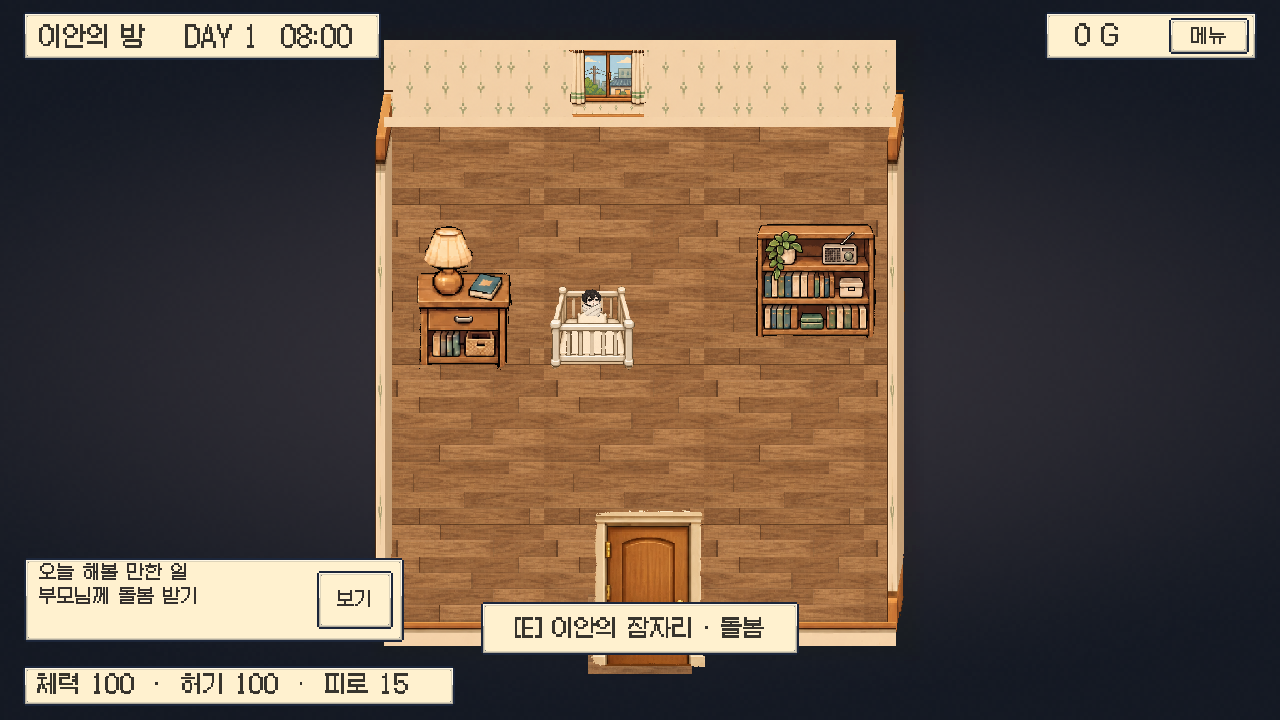 이안의 방 DAY 1 08:00
0 G 메뉴
오늘 해볼 만한 일
부모님께 돌봄 받기
보기
[E] 이안의 잠자리 · 돌봄
체력 100 · 허기 100 · 피로 15